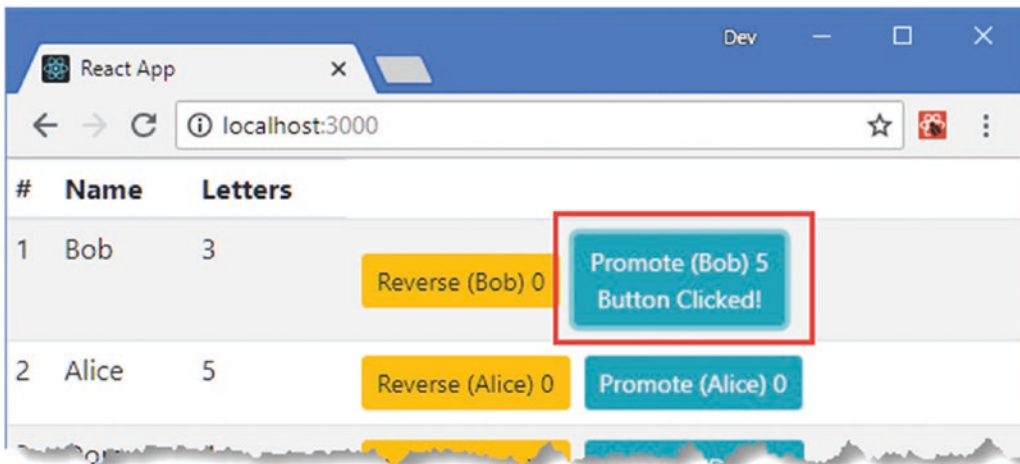 Dev
React App
localhost:3000
# Name Letters
1 Bob 3 Reverse (Bob) 0 Promote (Bob) 5
Button Clicked!
2 Alice 5 Reverse (Alice) 0 Promote (Alice) 0